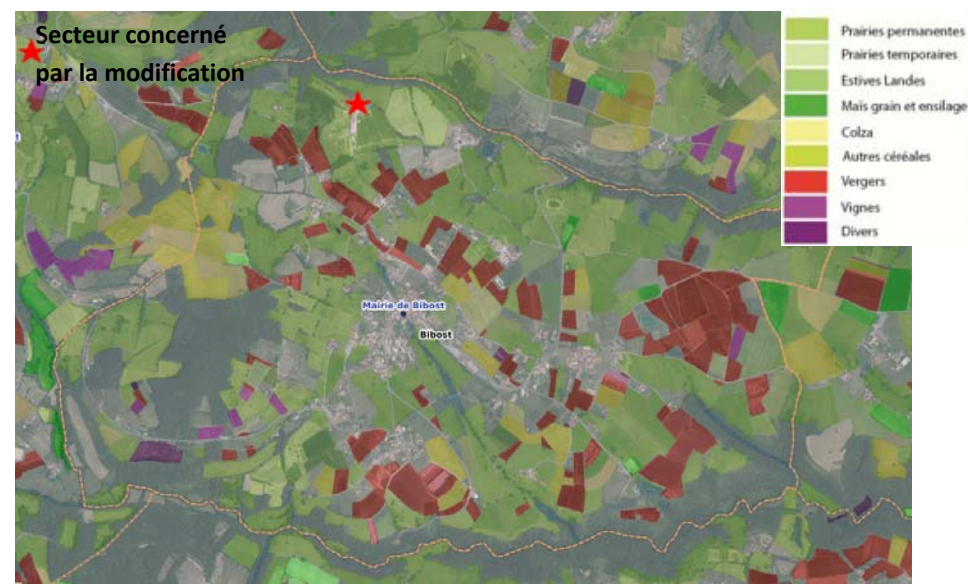 Secteur concerné
par la modification
Prairies permanentes
Prairies temporaires
Estives Landes
Maïs grain et ensilage
Colza
Autres céréales
Vergers
Vignes
Divers
Mairie de Bibost
Bibost